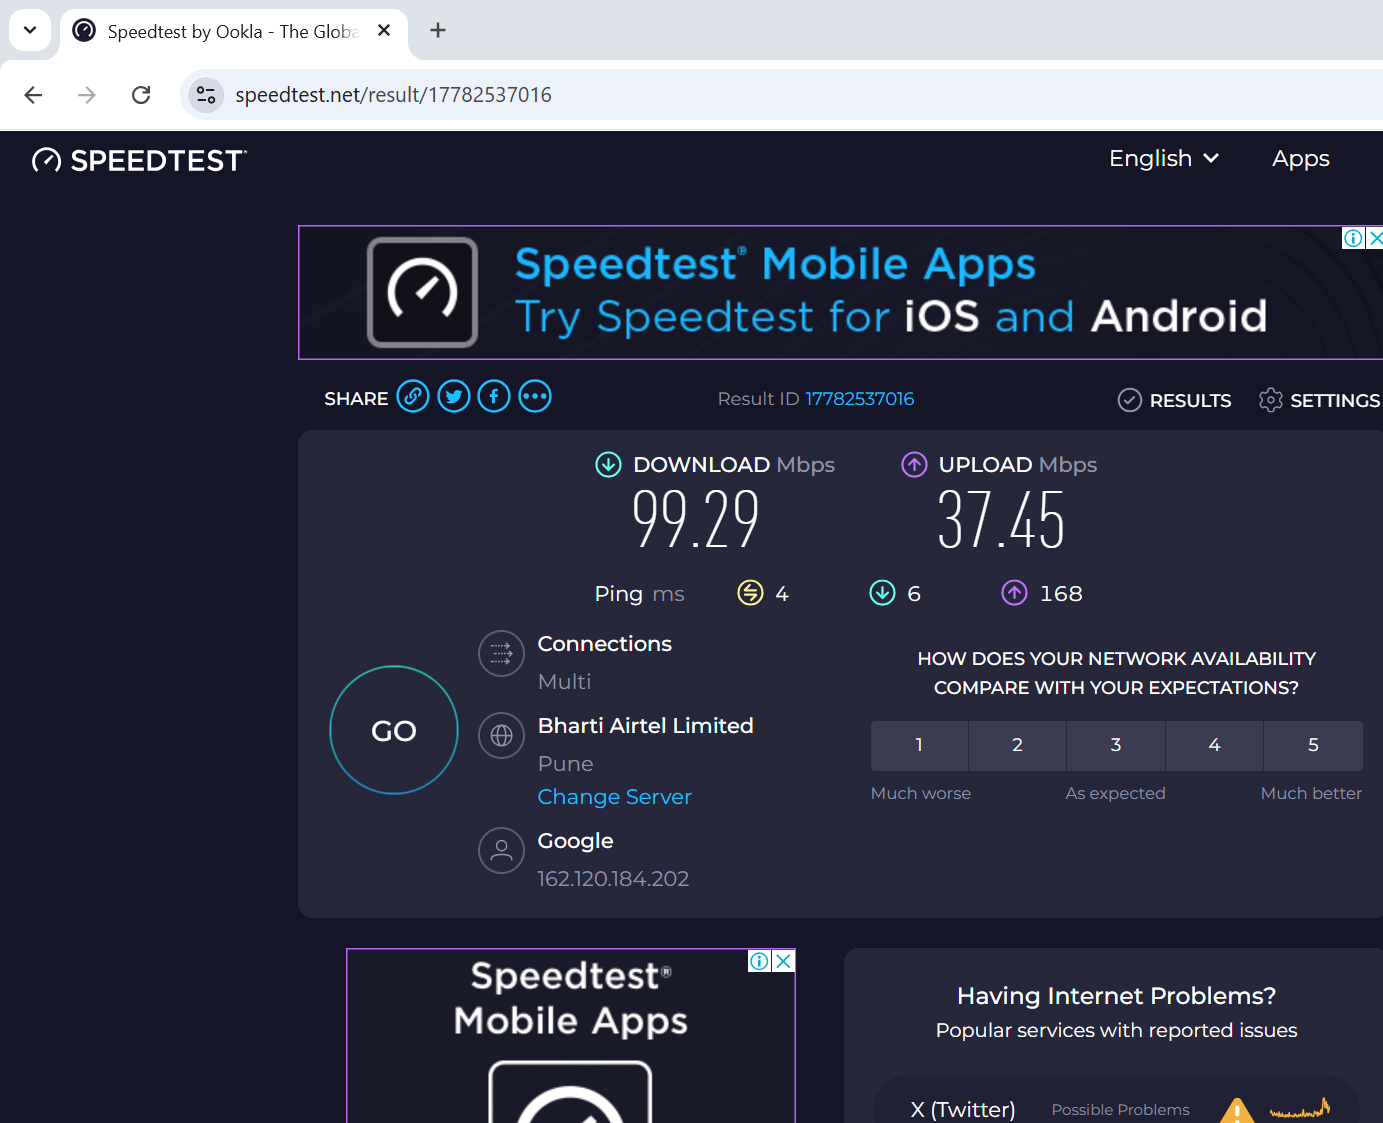 Speedtest by Ookla - The Globa
speedtest.net/result/17782537016
SPEEDTEST
English
Apps
Speedtest® Mobile Apps
Try Speedtest for iOS and Android
SHARE
Result ID 17782537016
RESULTS
SETTINGS
DOWNLOAD Mbps
99.29
UPLOAD Mbps
37.45
Ping ms 4 6 168
GO
Connections
Multi
Bharti Airtel Limited
Pune
Change Server
Google
162.120.184.202
HOW DOES YOUR NETWORK AVAILABILITY
COMPARE WITH YOUR EXPECTATIONS?
1 2 3 4 5
Much worse As expected Much better
Speedtest®
Mobile Apps
Having Internet Problems?
Popular services with reported issues
X (Twitter) Possible Problems